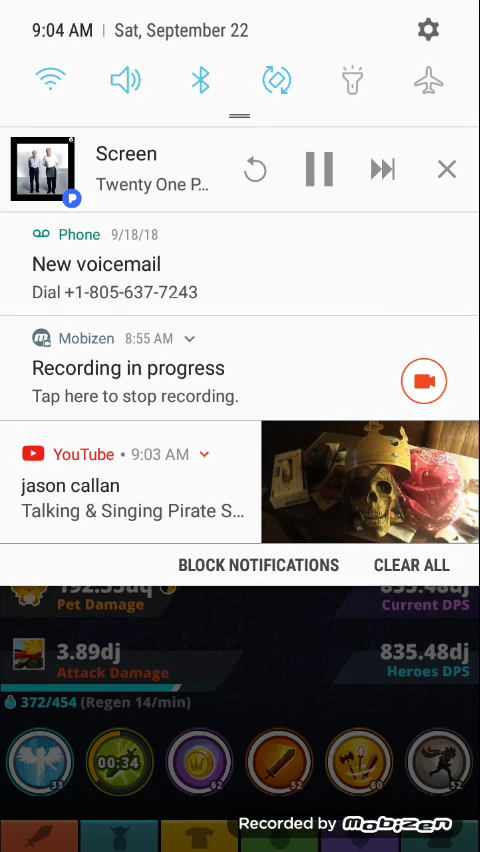 9:04 AM | Sat, September 22
Screen
Twenty One P...
Phone 9/18/18
New voicemail
Dial +1-805-637-7243
Mobizen 8:55 AM
Recording in progress
Tap here to stop recording.
YouTube • 9:03 AM
jason callan
Talking & Singing Pirate S...
BLOCK NOTIFICATIONS CLEAR ALL
Pet Damage
Current DPS
3.89dj
Attack Damage
835.48dj
Heroes DPS
372/454 (Regen 14/min)
33 00:34 62 52 60 52
Recorded by Mobizen